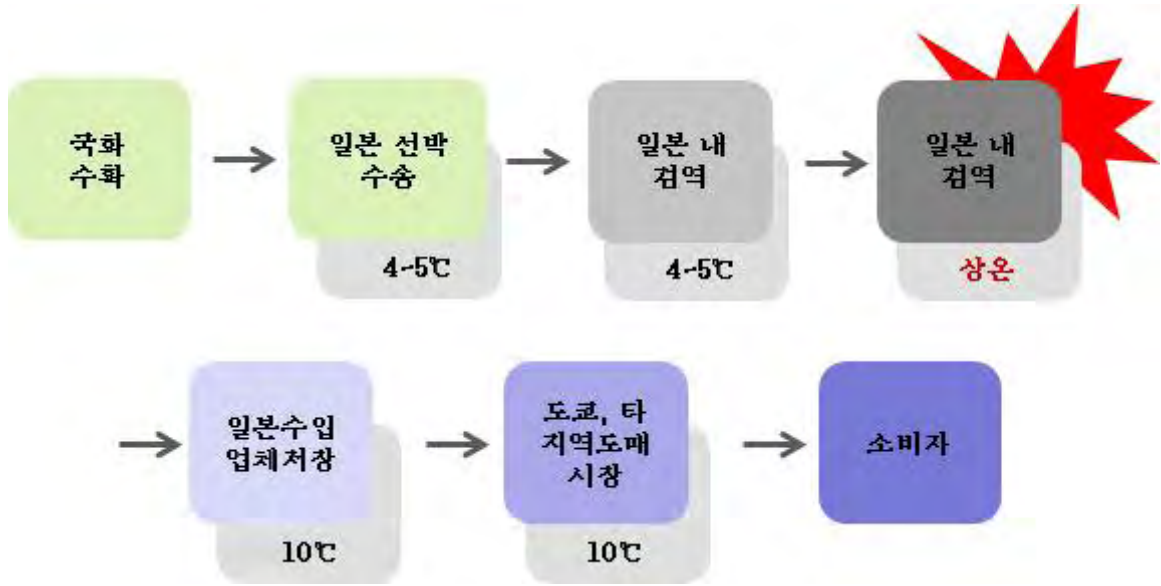 국화
수확
일본 선박
수송
4~5℃
일본 내
검역
4~5℃
일본 내
검역
상온
일본수입
업체저장
10℃
도쿄, 타
지역도매
시장
10℃
소비자